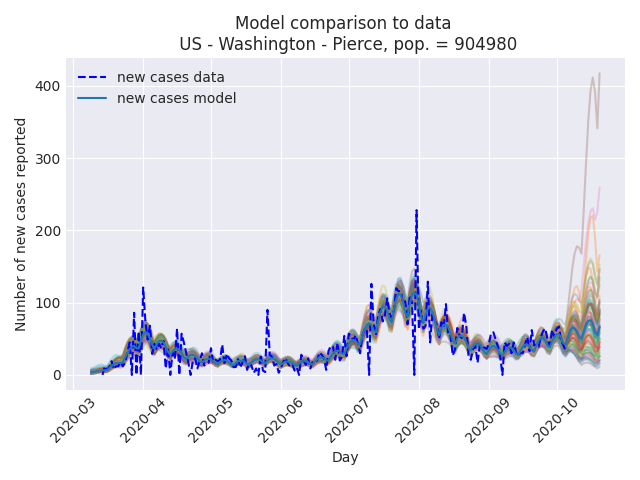 Model comparison to data
US - Washington - Pierce, pop. = 904980
new cases data
new cases model
Number of new cases reported
400
300
200
100
0
2020-03
2020-04
2020-05
2020-06
2020-07
2020-08
2020-09
2020-10
Day